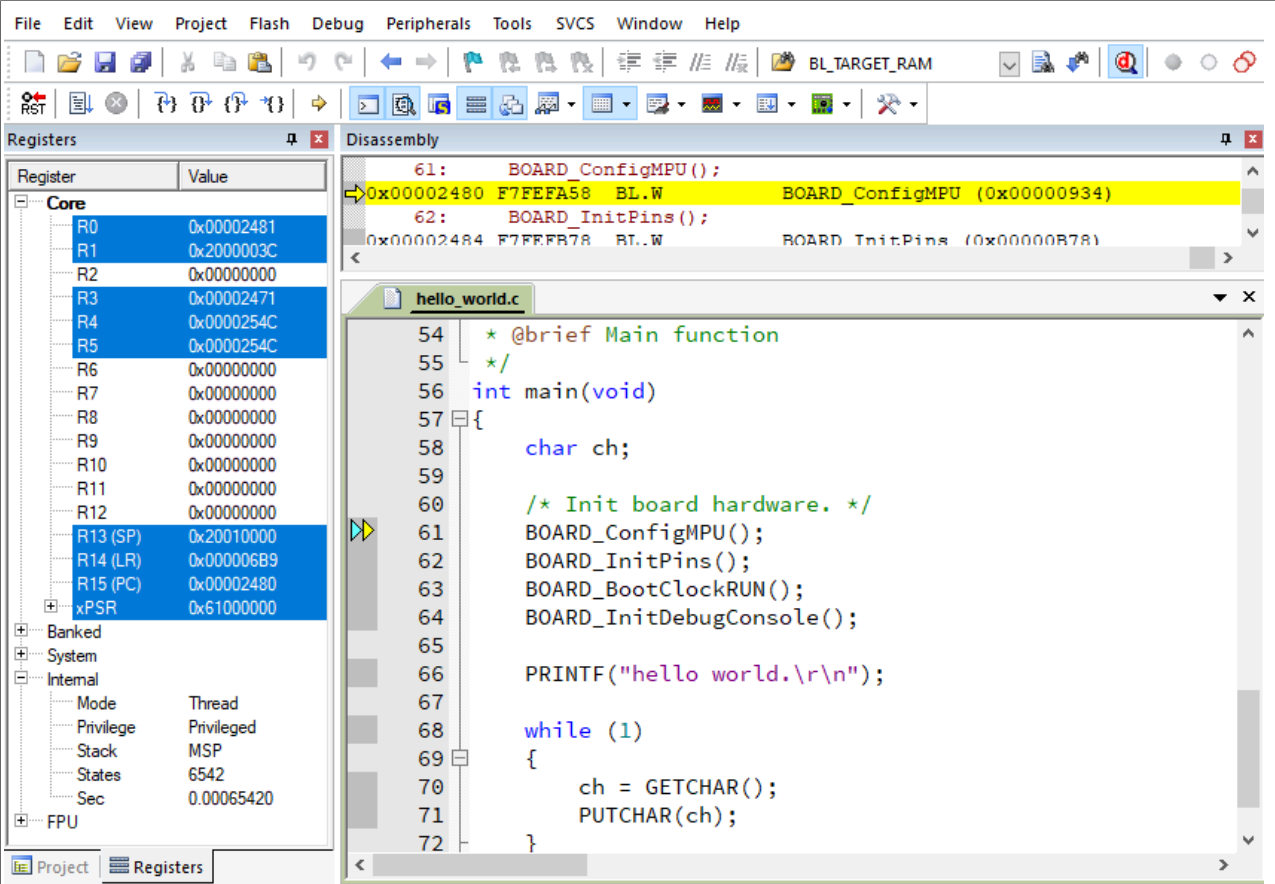 File Edit View Project Flash Debug Peripherals Tools SVCS Window Help
BL_TARGET_RAM
RST
Registers
Register Value
Core
R0 0x00002481
R1 0x2000003C
R2 0x00000000
R3 0x00002471
R4 0x0000254C
R5 0x0000254C
R6 0x00000000
R7 0x00000000
R8 0x00000000
R9 0x00000000
R10 0x00000000
R11 0x00000000
R12 0x00000000
R13 (SP) 0x20010000
R14 (LR) 0x000006B9
R15 (PC) 0x00002480
xPSR 0x61000000
Banked
System
Internal
Mode Thread
Privilege Privileged
Stack MSP
States 6542
Sec 0.00065420
FPU
Project Registers
Disassembly
61: BOARD_ConfigMPU();
0x00002480 F7FEFA58 BL.W BOARD_ConfigMPU (0x00000934)
62: BOARD_InitPins();
0x00002484 F7FEFB78 BL.W BOARD_InitPins (0x00000B78)
hello_world.c
54 * @brief Main function
55 */
56 int main(void)
57 {
58 char ch;
59
60 /* Init board hardware. */
61 BOARD_ConfigMPU();
62 BOARD_InitPins();
63 BOARD_BootClockRUN();
64 BOARD_InitDebugConsole();
65
66 PRINTF("hello world.\r\n");
67
68 while (1)
69 {
70 ch = GETCHAR();
71 PUTCHAR(ch);
72 }